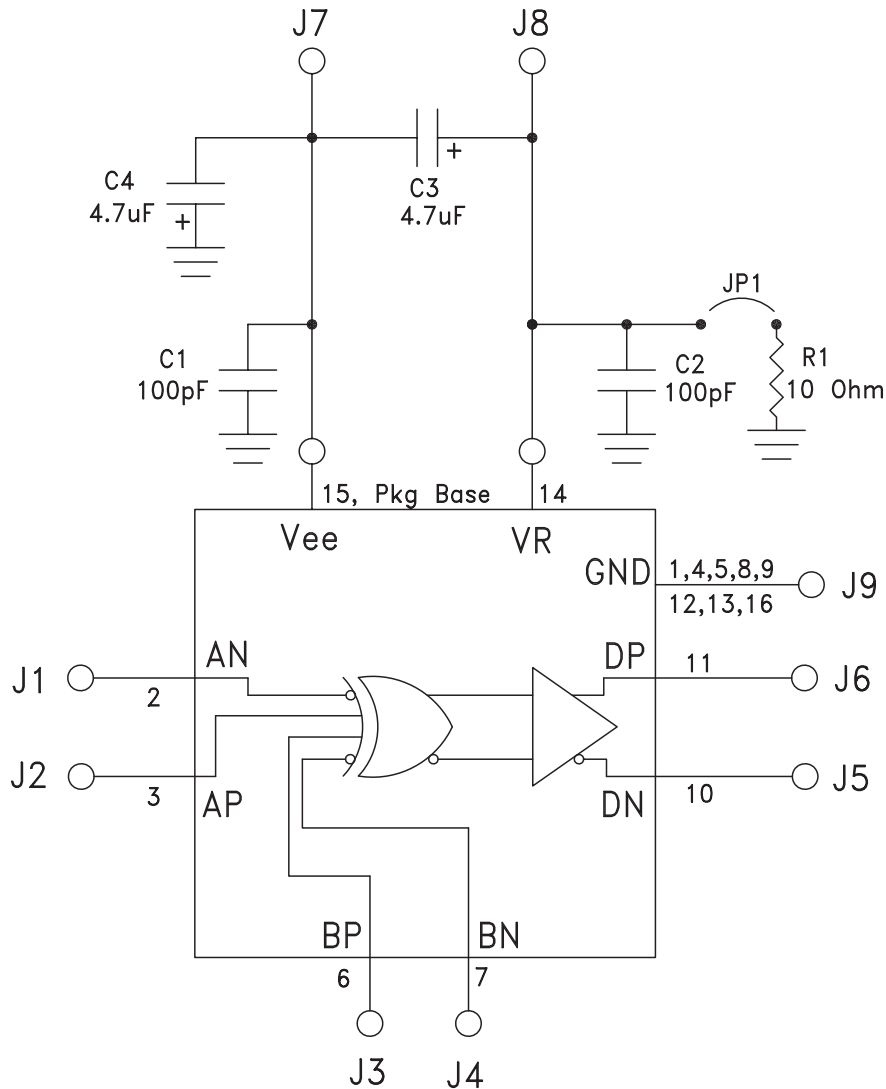 J7
J8
+
C4
4.7uF
+
C3
4.7uF
JP1
C1
100pF
C2
100pF
R1
10 Ohm
15, Pkg Base
14
Vee
VR
GND
1,4,5,8,9
12,13,16
J9
AN
DP
11
J1
J6
2
J2
J5
3
AP
DN
10
BP
BN
6
7
J3
J4